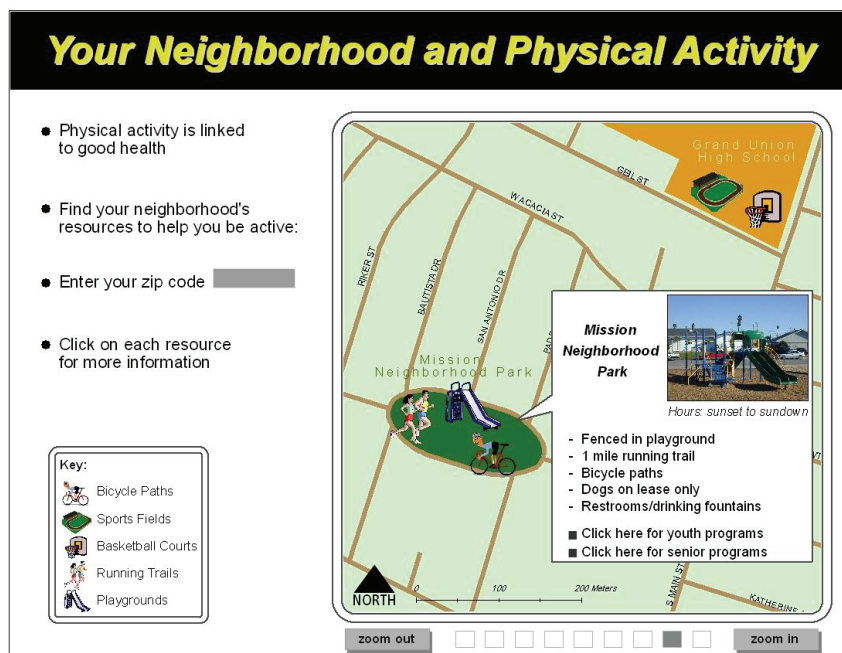 Your Neighborhood and Physical Activity
Physical activity is linked
to good health
Find your neighborhood's
resources to help you be active:
Enter your zip code
Click on each resource
for more information
Key:
Bicycle Paths
Sports Fields
Basketball Courts
Running Trails
Playgrounds
Grand Union
High School
GEIL ST
W ACACIA ST
RIKER ST
BAUTISTA DR
SAN ANTONIO DR
Mission
Neighborhood Park
Mission
Neighborhood
Park
Hours: sunset to sundown
- Fenced in playground
- 1 mile running trail
- Bicycle paths
- Dogs on lease only
- Restrooms/drinking fountains
Click here for youth programs
Click here for senior programs
S MAIN ST
NORTH
0 100 200 Meters
zoom out
zoom in